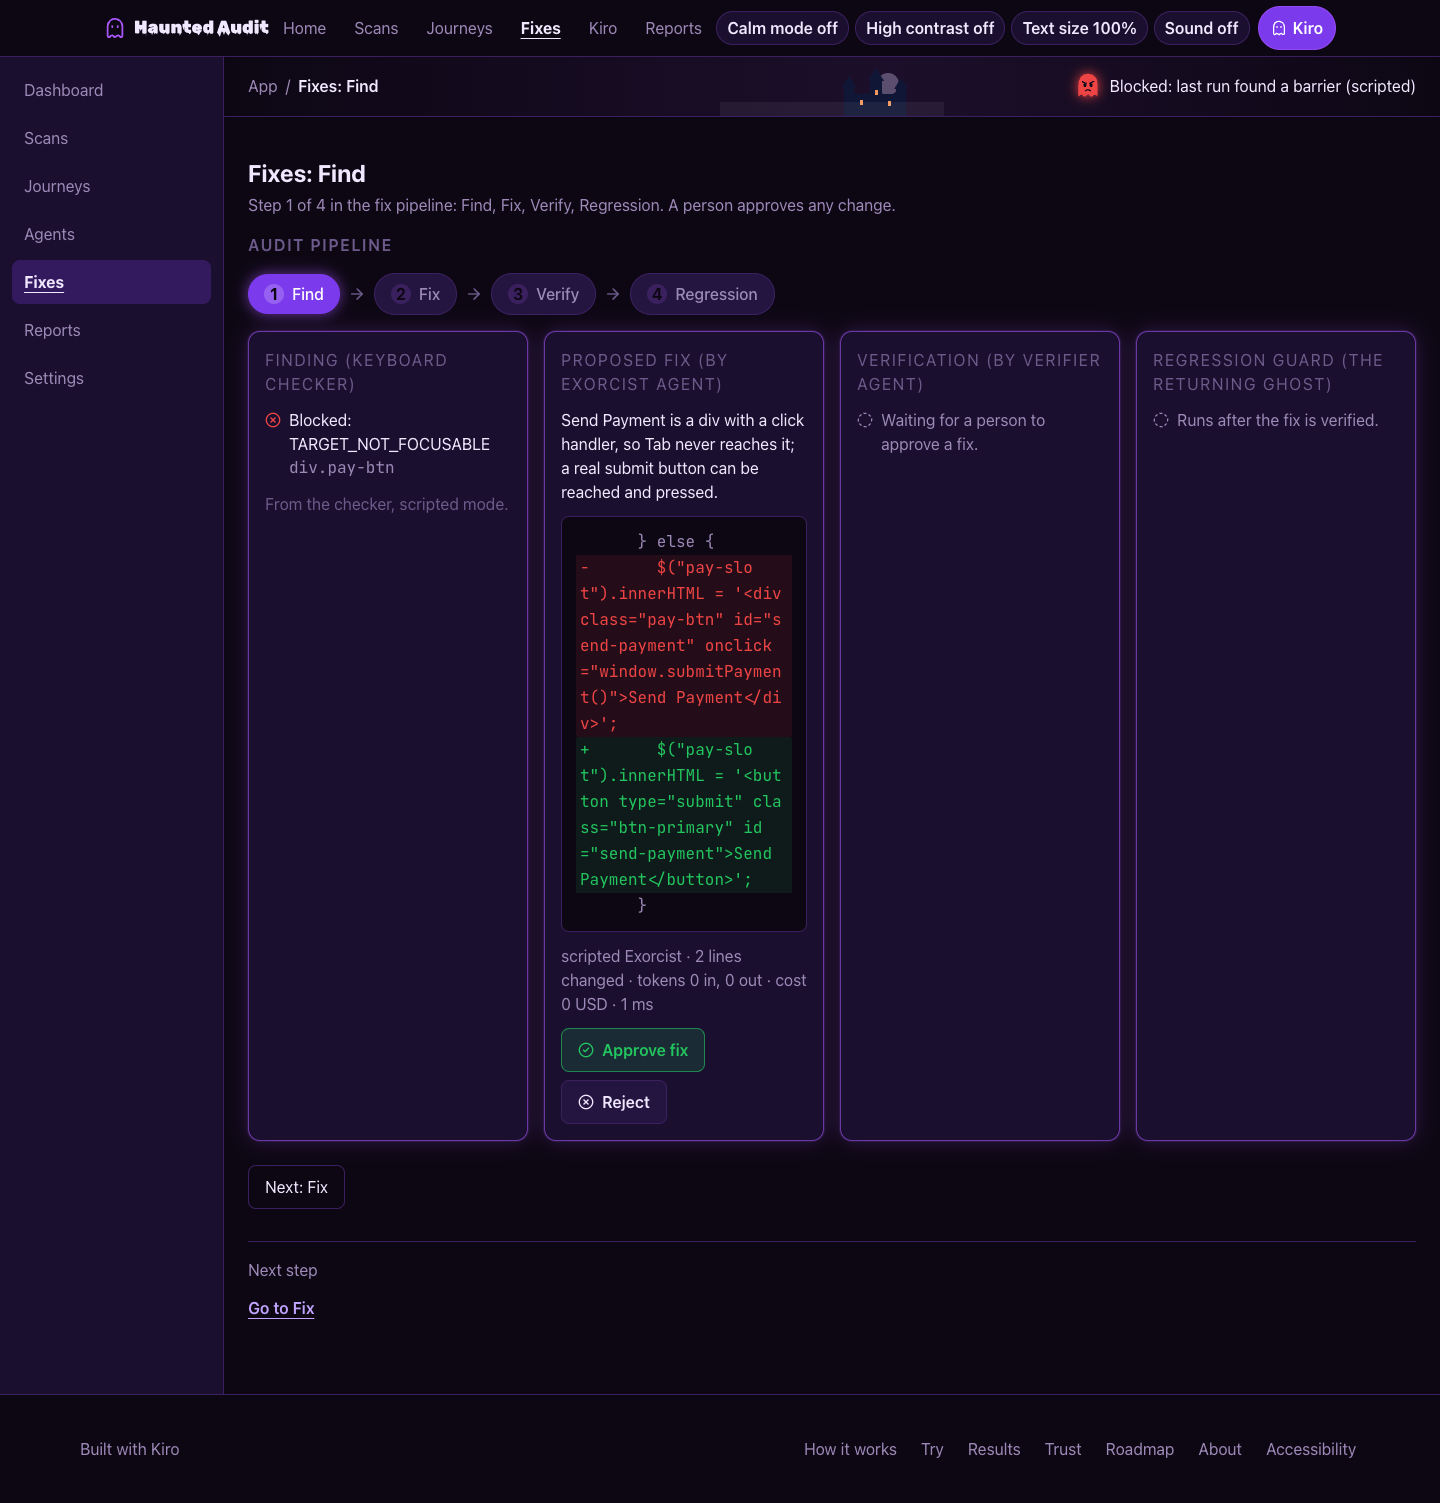 Haunted Audit
Home
Scans
Journeys
Fixes
Kiro
Reports
Calm mode off
High contrast off
Text size 100%
Sound off
Kiro
Dashboard
Scans
Journeys
Agents
Fixes
Reports
Settings
App / Fixes: Find
Blocked: last run found a barrier (scripted)
Fixes: Find
Step 1 of 4 in the fix pipeline: Find, Fix, Verify, Regression. A person approves any change.
AUDIT PIPELINE
1 Find → 2 Fix → 3 Verify → 4 Regression
FINDING (KEYBOARD
CHECKER)
Blocked:
TARGET_NOT_FOCUSABLE
div.pay-btn
From the checker, scripted mode.
PROPOSED FIX (BY
EXORCIST AGENT)
Send Payment is a div with a click
handler, so Tab never reaches it;
a real submit button can be
reached and pressed.
} else {
- $("pay-slo
t").innerHTML = '<div
class="pay-btn" id="s
end-payment" onclick
="window.submitPaymen
t()">Send Payment</di
v>';
+ $("pay-slo
t").innerHTML = '<but
ton type="submit" cla
ss="btn-primary" id
="send-payment">Send
Payment</button>';
}
scripted Exorcist · 2 lines
changed · tokens 0 in, 0 out · cost
0 USD · 1 ms
Approve fix
Reject
VERIFICATION (BY VERIFIER
AGENT)
Waiting for a person to
approve a fix.
REGRESSION GUARD (THE
RETURNING GHOST)
Runs after the fix is verified.
Next: Fix
Next step
Go to Fix
Built with Kiro
How it works
Try
Results
Trust
Roadmap
About
Accessibility